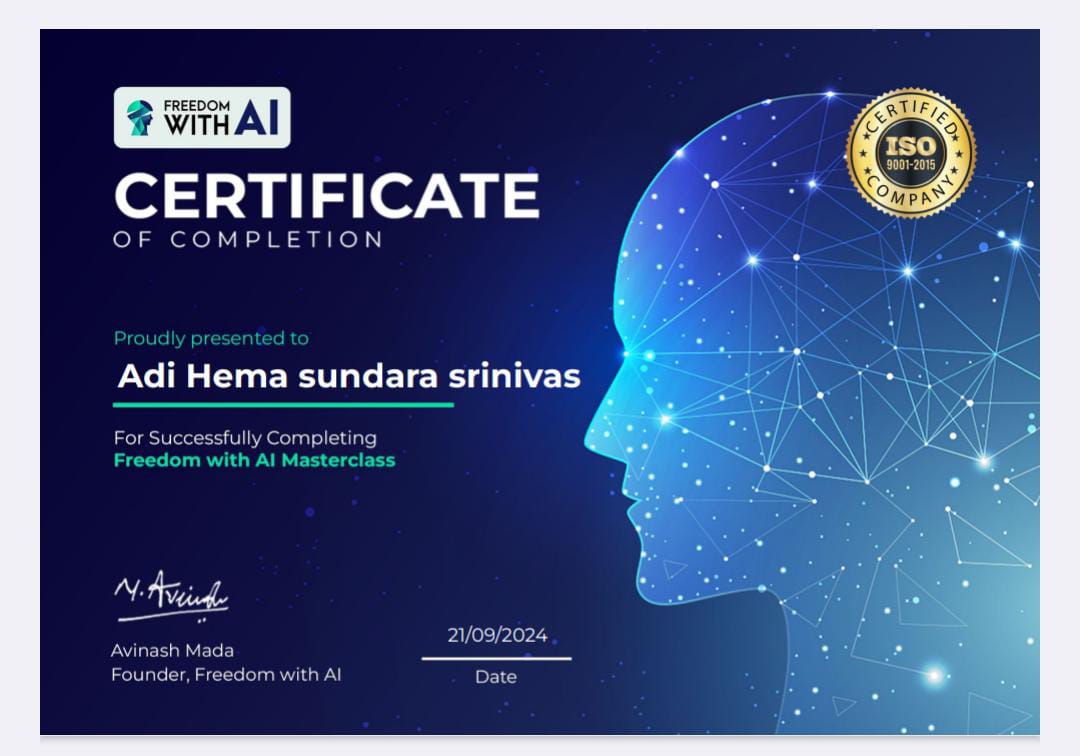 FREEDOM
WITH AI
CERTIFICATE
OF COMPLETION
CERTIFIED
ISO
9001-2015
COMPANY
Proudly presented to
Adi Hema sundara srinivas
For Successfully Completing
Freedom with AI Masterclass
M. Avinash
Avinash Mada
Founder, Freedom with AI
21/09/2024
Date